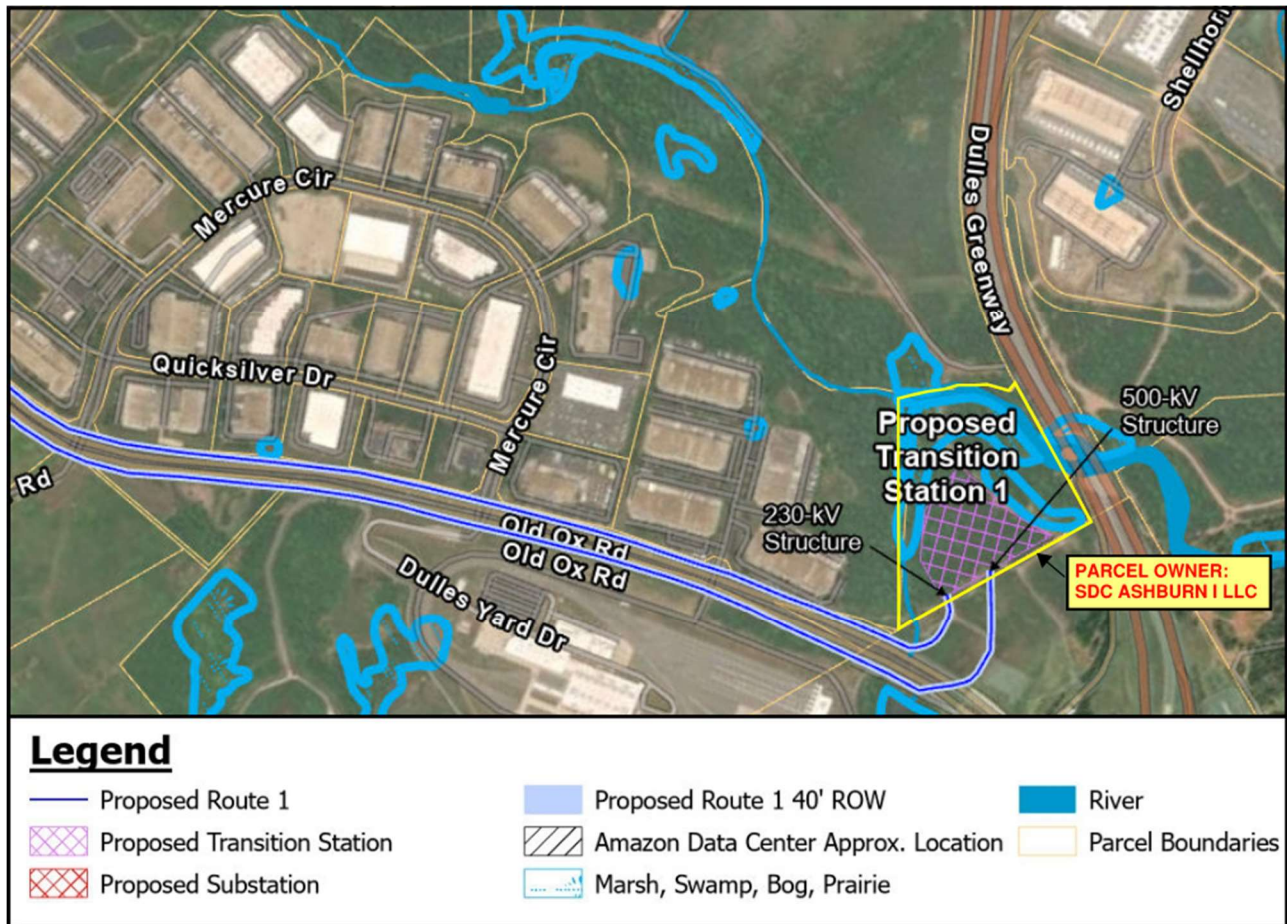 Shellhorn
Mercure Cir
Dulles Greenway
Quicksilver Dr
Mercure Cir
500-kV
Structure
Proposed
Transition
Station 1
230-kV
Structure
Rd
Old Ox Rd
Old Ox Rd
Dulles Yard Dr
PARCEL OWNER:
SDC ASHBURN I LLC
Legend
Proposed Route 1
Proposed Transition Station
Proposed Substation
Proposed Route 1 40' ROW
Amazon Data Center Approx. Location
Marsh, Swamp, Bog, Prairie
River
Parcel Boundaries